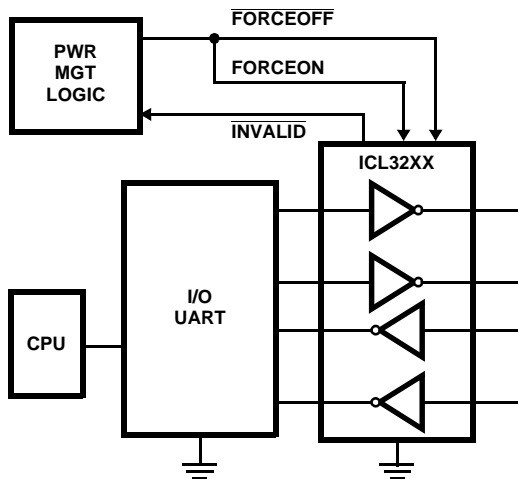 FORCEOFF
PWR
MGT
LOGIC
FORCEON
INVALID
ICL32XX
I/O
UART
CPU